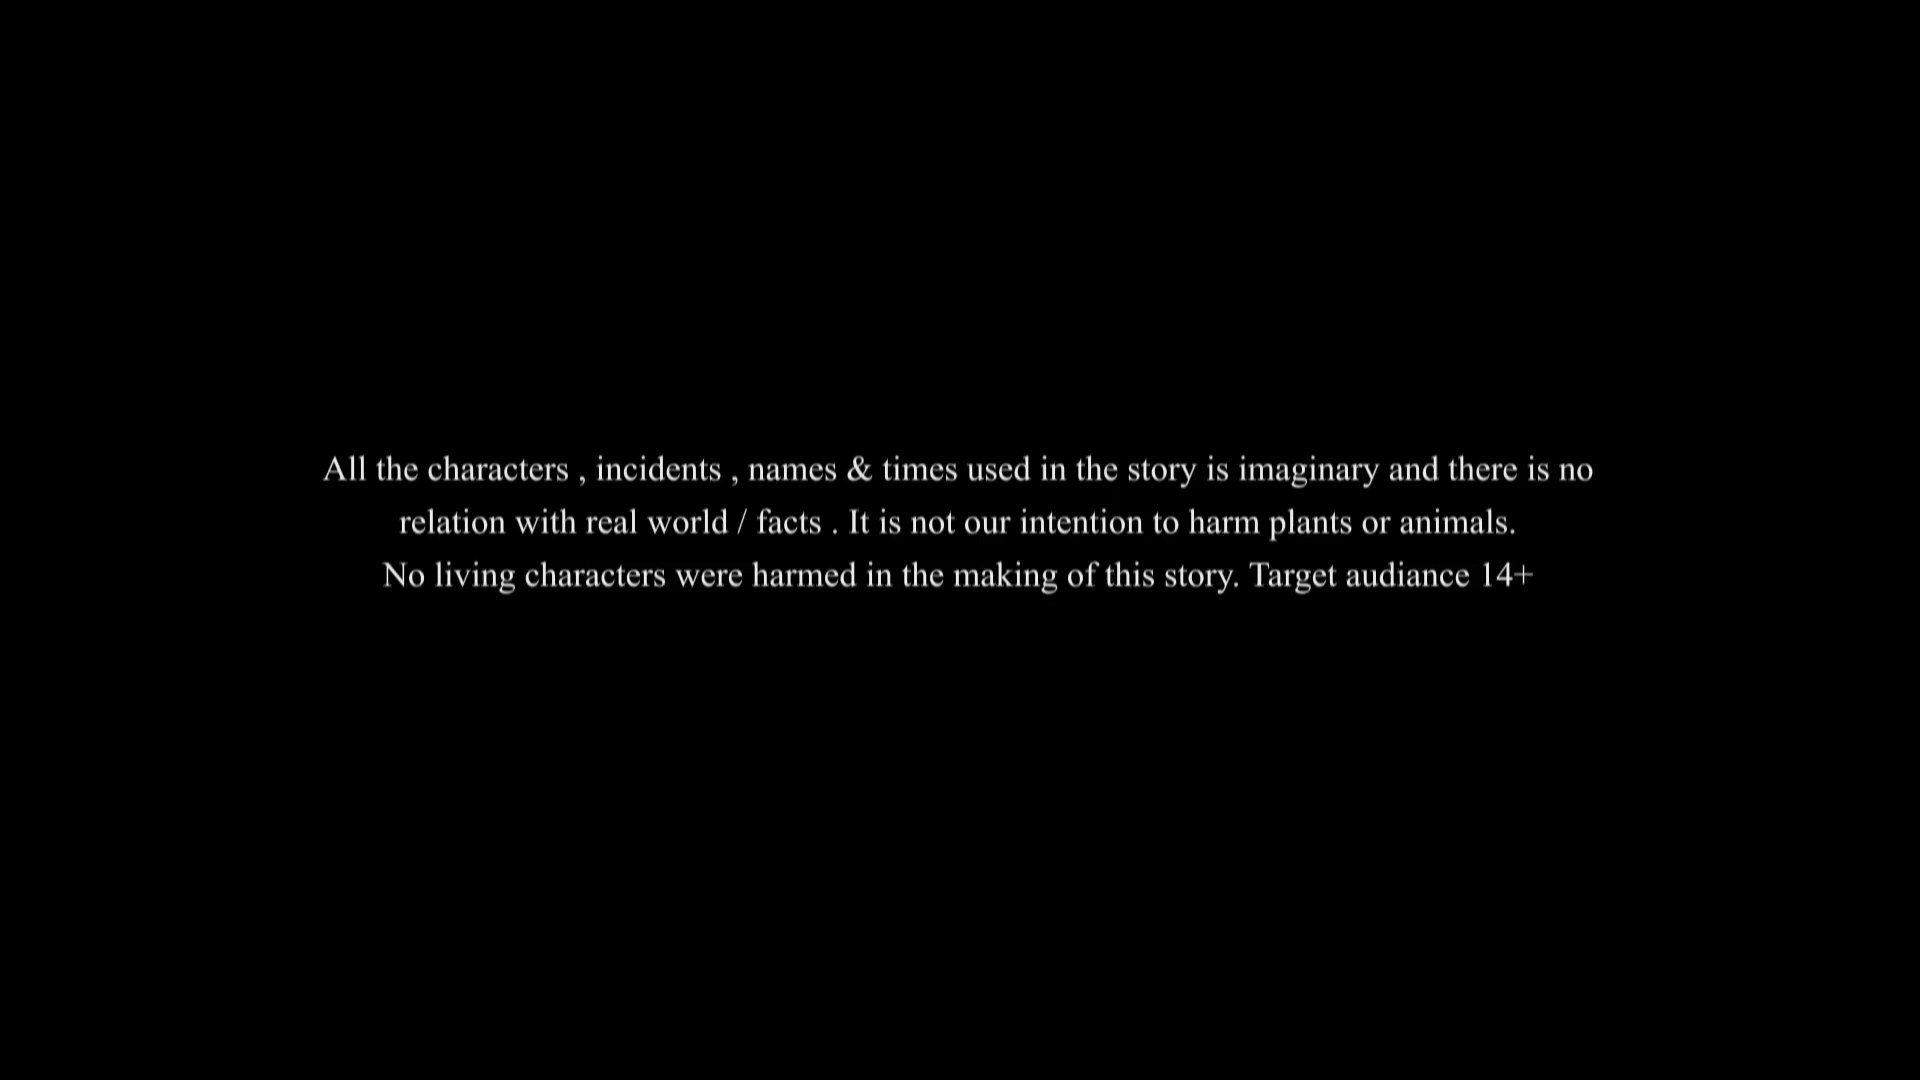 All the characters , incidents , names & times used in the story is imaginary and there is no
relation with real world / facts . It is not our intention to harm plants or animals.
No living characters were harmed in the making of this story. Target audiance 14+